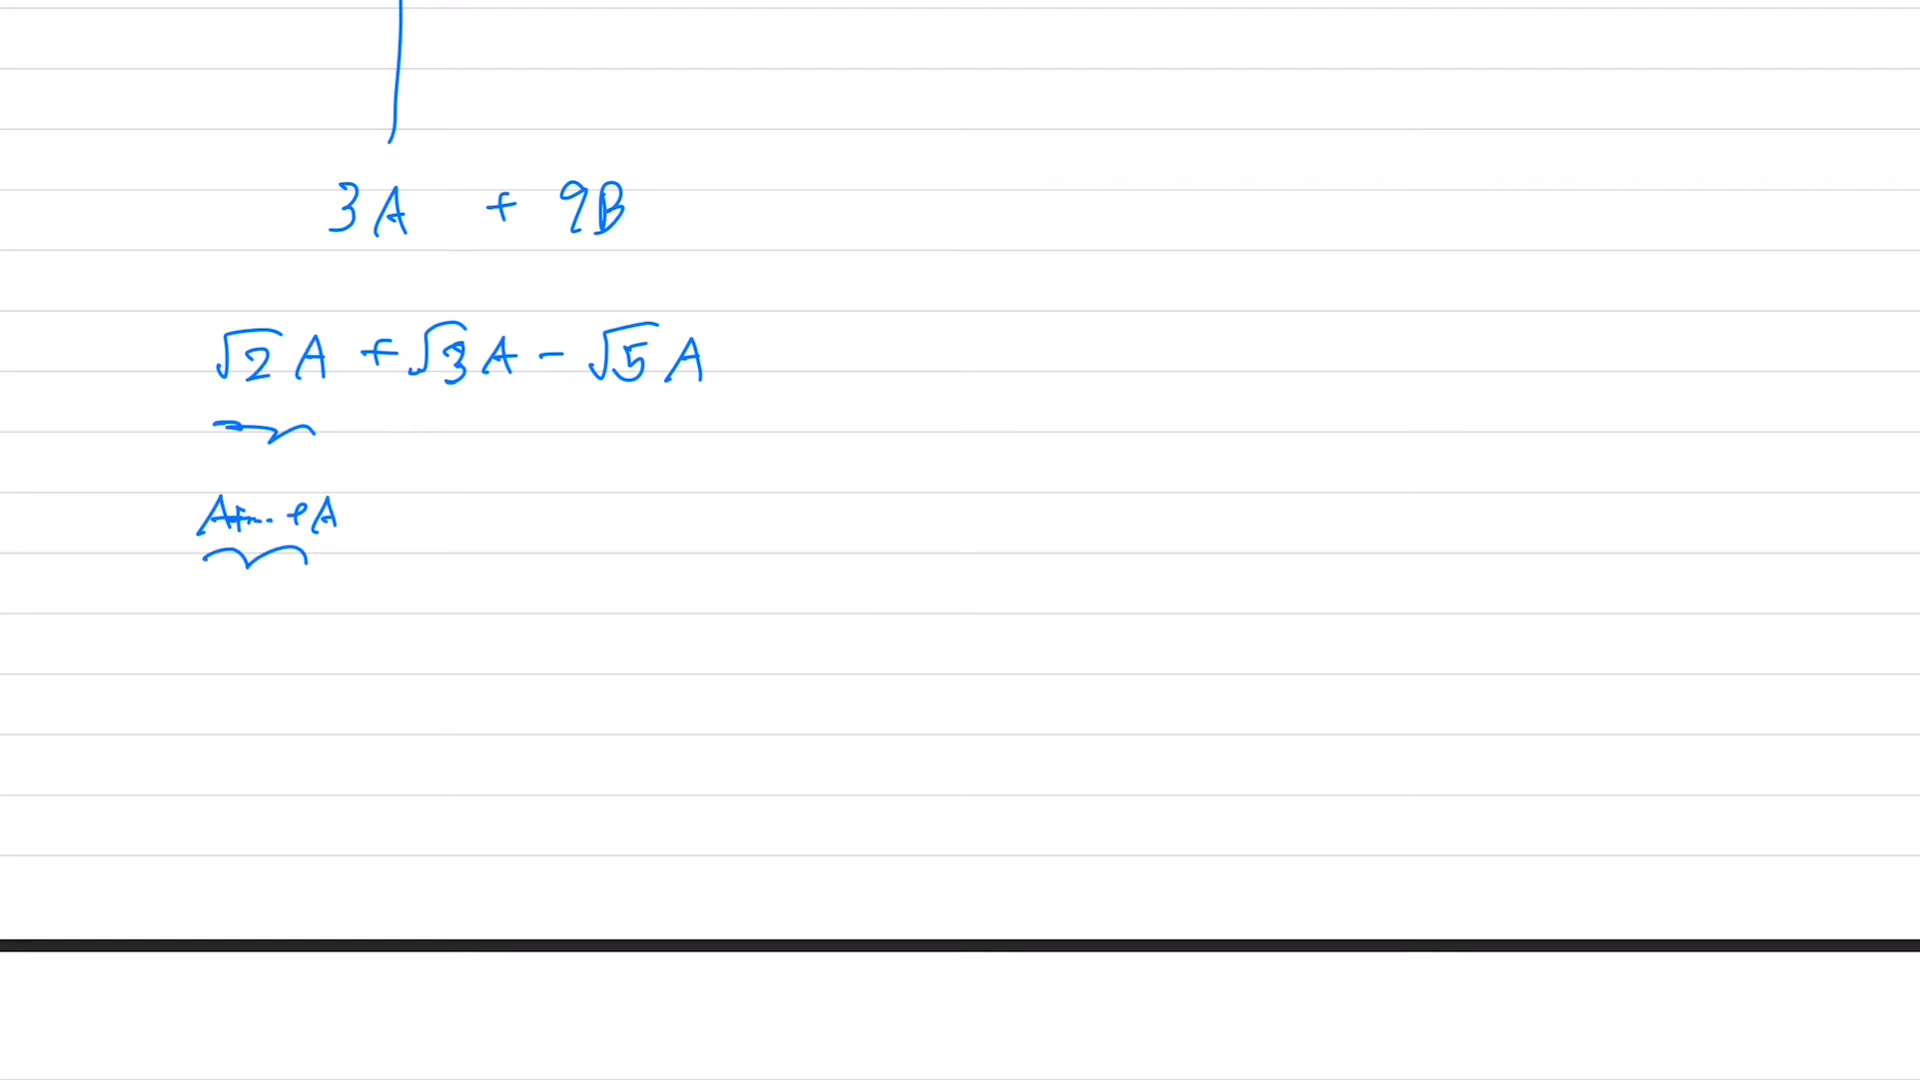 3A + 9B
√2 A + √3 A - √5 A
A+... + A